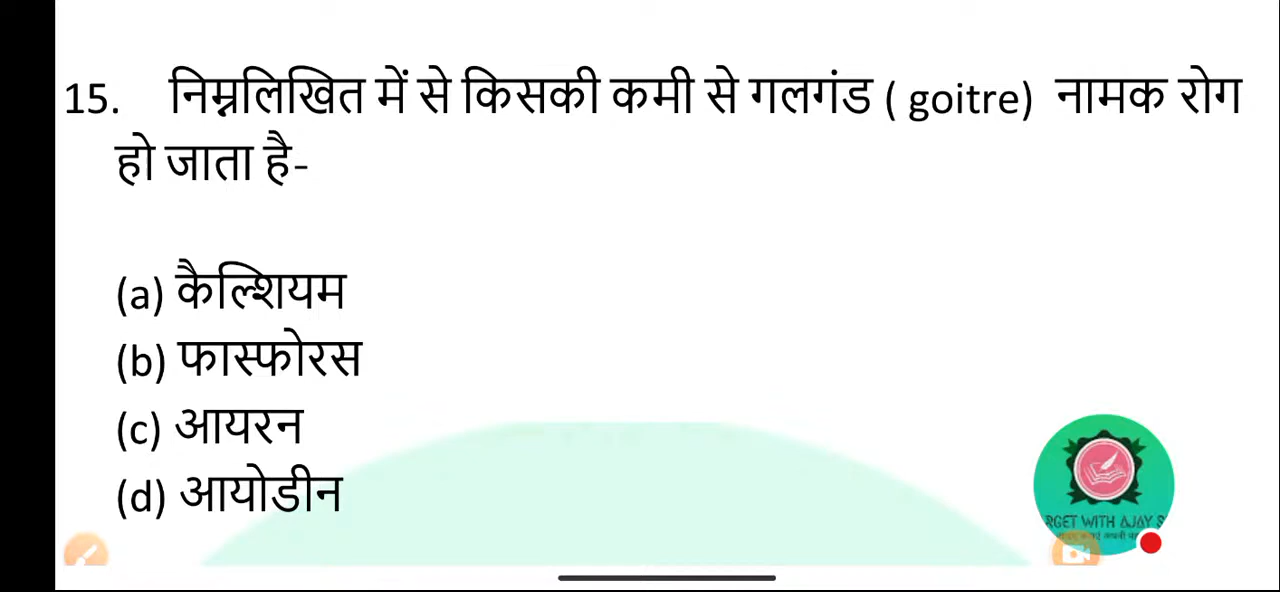 15. निम्नलिखित में से किसकी कमी से गलगंड ( goitre) नामक रोग
हो जाता है-
(a) कैल्शियम
(b) फास्फोरस
(c) आयरन
(d) आयोडीन
RGET WITH AJAY S